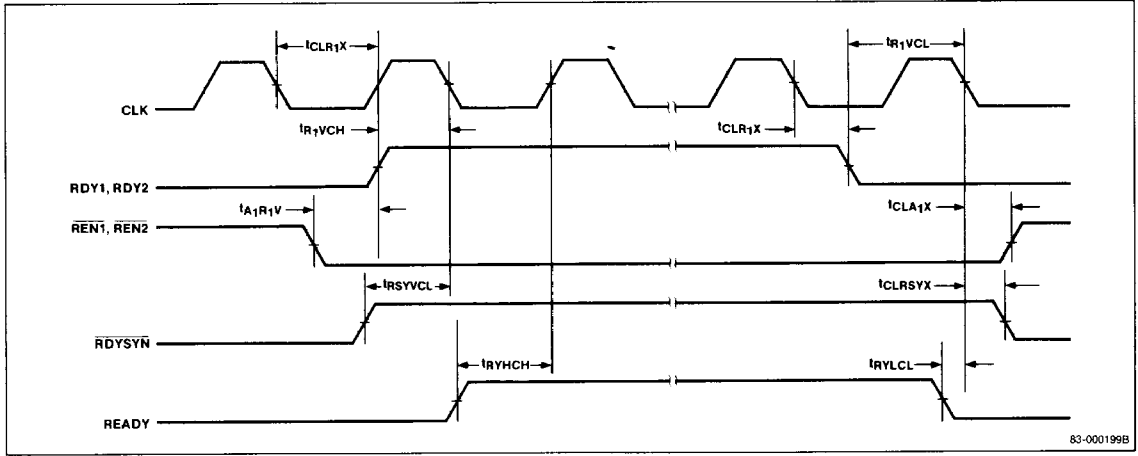 tCLR1X
tR1VCL
CLK
tR1VCH
tCLR1X
RDY1, RDY2
tA1R1V
tCLA1X
REN1, REN2
tRSYVCL
tCLRSYX
RDYSYN
tRYHCH
tRYLCL
READY
83-000199B